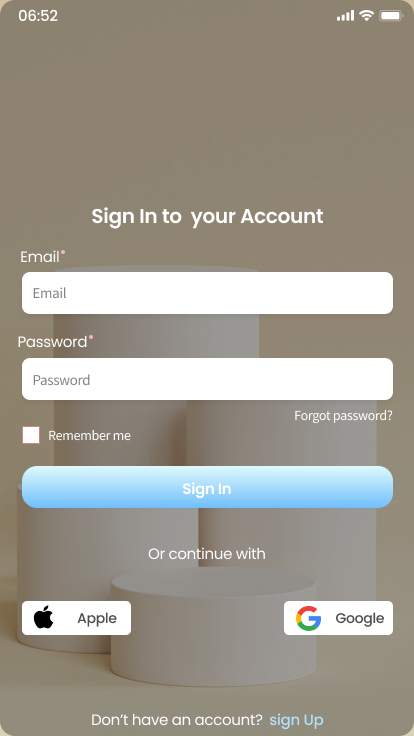 06:52
Sign In to  your Account
Email*
Email
Password*
Password
Forgot password?
Remember me
Sign In
Or continue with
Apple
Google
Don't have an account? sign Up